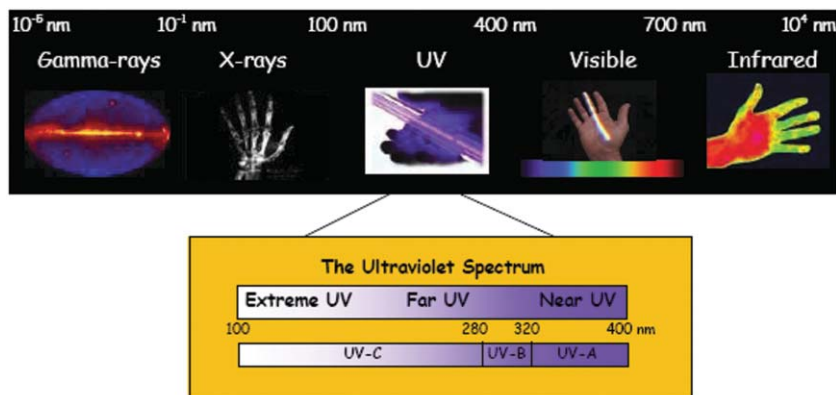 10⁻⁵ nm 10⁻¹ nm 100 nm 400 nm 700 nm 10⁴ nm
Gamma-rays X-rays UV Visible Infrared
The Ultraviolet Spectrum
Extreme UV Far UV Near UV
100 280 320 400 nm
UV-C UV-B UV-A